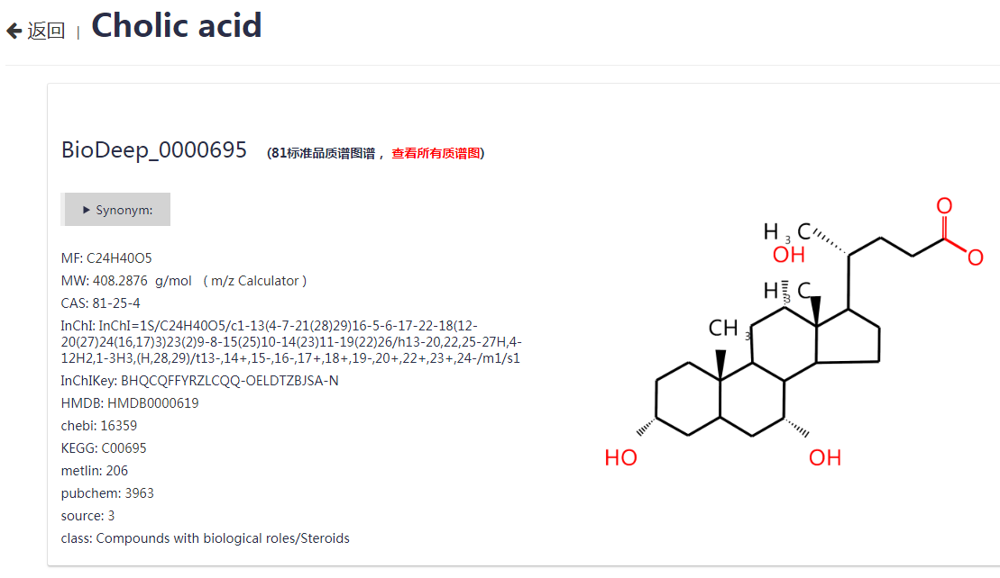 返回 | Cholic acid
BioDeep_0000695 (81标准品质谱图谱 ,  查看所有质谱图)
▶ Synonym:
MF: C24H40O5
MW: 408.2876 g/mol ( m/z Calculator )
CAS: 81-25-4
InChI: InChI=1S/C24H40O5/c1-13(4-7-21(28)29)16-5-6-17-22-18(12-
20(27)24(16,17)3)23(2)9-8-15(25)10-14(23)11-19(22)26/h13-20,22,25-27H,4-
12H2,1-3H3,(H,28,29)/t13-,14+,15-,16-,17+,18+,19-,20+,22+,23+,24-/m1/s1
InChIKey: BHQCQFFYRZLCQQ-OELDTZBJSA-N
HMDB: HMDB0000619
chebi: 16359
KEGG: C00695
metlin: 206
pubchem: 3963
source: 3
class: Compounds with biological roles/Steroids
O
H3C
OH
O
H3C
CH3
HO
OH